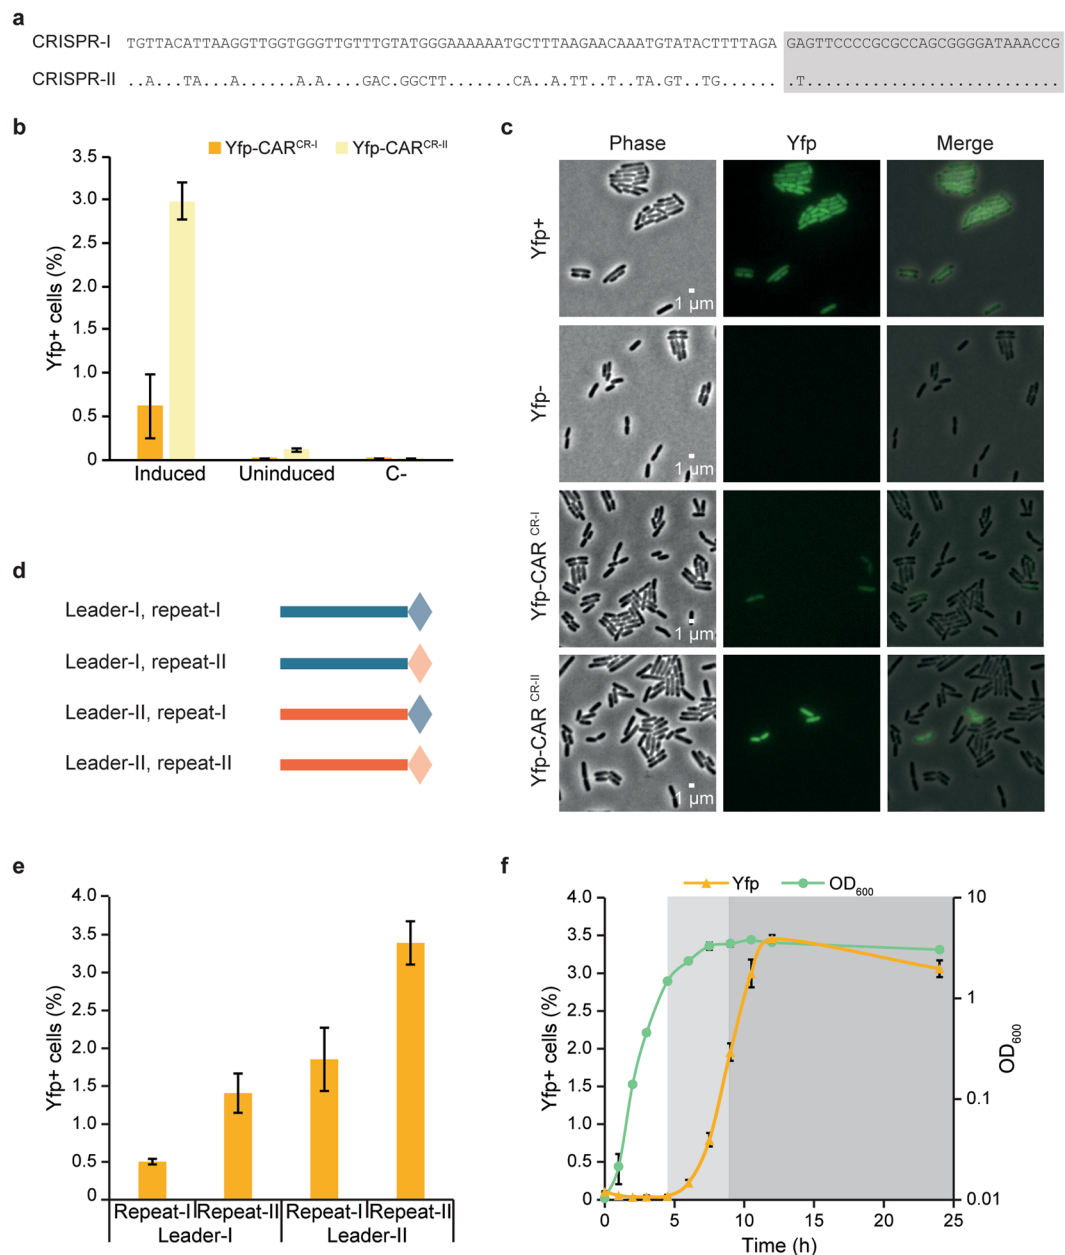 a
CRISPR-I TGTTACATTAAGGTTGGTGGGTTGTTTGTATGGGAAAAAATGCTTTAAGAACAAATGTATACTTTTAGA GAGTTCCCCGCGCCAGCGGGGATAAACCG
CRISPR-II ..A...TA...A......A.A....GAC.GGCTT.......CA..A.TT..T..TA.GT..TG...... .T...........................
b
Yfp-CAR CR-I Yfp-CAR CR-II
Yfp+ cells (%)
3.5
3.0
2.5
2.0
1.5
1.0
0.5
0
Induced Uninduced C-
c
Phase Yfp Merge
Yfp+
1 µm
Yfp-
1 µm
Yfp-CAR CR-I
1 µm
Yfp-CAR CR-II
1 µm
d
Leader-I, repeat-I
Leader-I, repeat-II
Leader-II, repeat-I
Leader-II, repeat-II
e
Yfp+ cells (%)
4.0
3.5
3.0
2.5
2.0
1.5
1.0
0.5
0
Repeat-I Repeat-II Repeat-I Repeat-II
Leader-I Leader-II
f
Yfp OD600
Yfp+ cells (%)
4.0
3.5
3.0
2.5
2.0
1.5
1.0
0.5
0
10
1
0.1
0.01
OD600
0 5 10 15 20 25
Time (h)